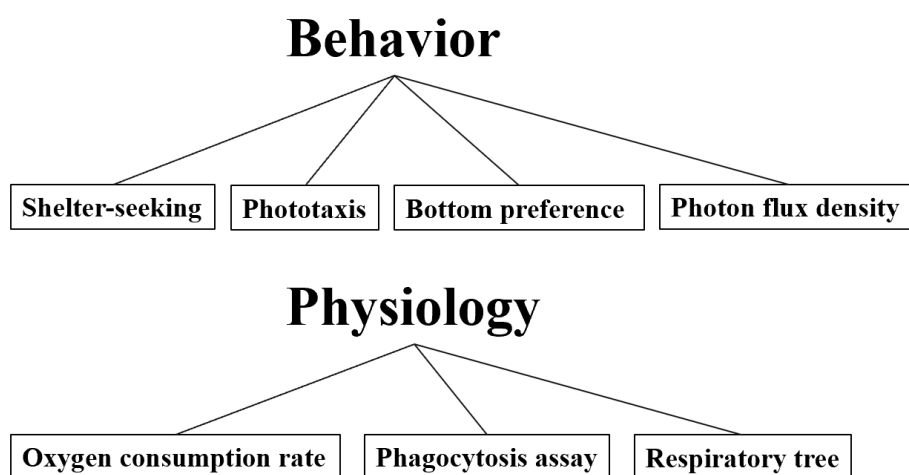 Behavior
Shelter-seeking Phototaxis Bottom preference Photon flux density
Physiology
Oxygen consumption rate Phagocytosis assay Respiratory tree